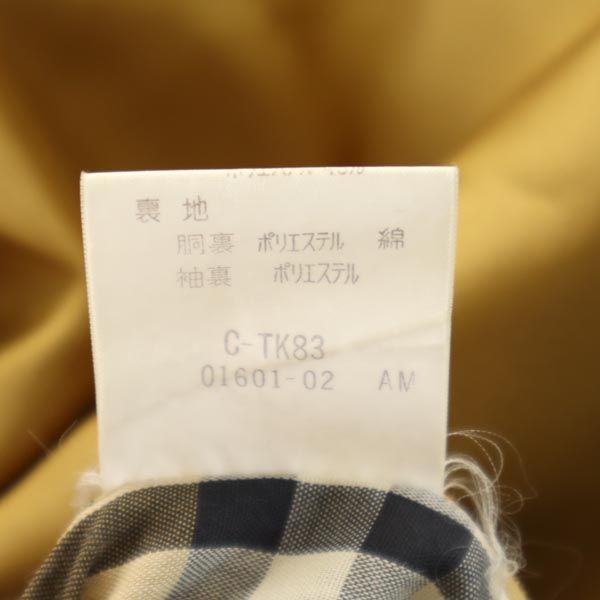 裏地
胴裏 ポリエステル 綿
袖裏 ポリエステル
C-TK83
01601-02 AM